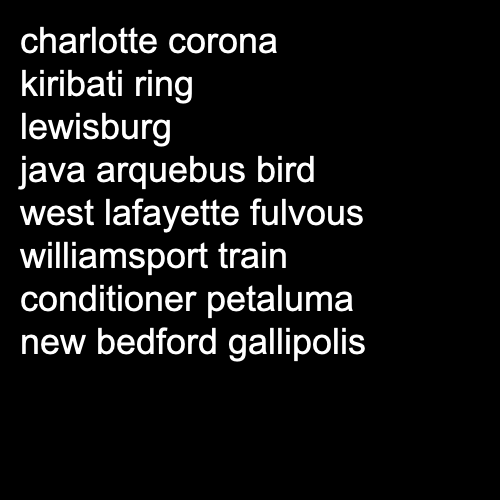 charlotte corona
kiribati ring
lewisburg
java arquebus bird
west lafayette fulvous
williamsport train
conditioner petaluma
new bedford gallipolis